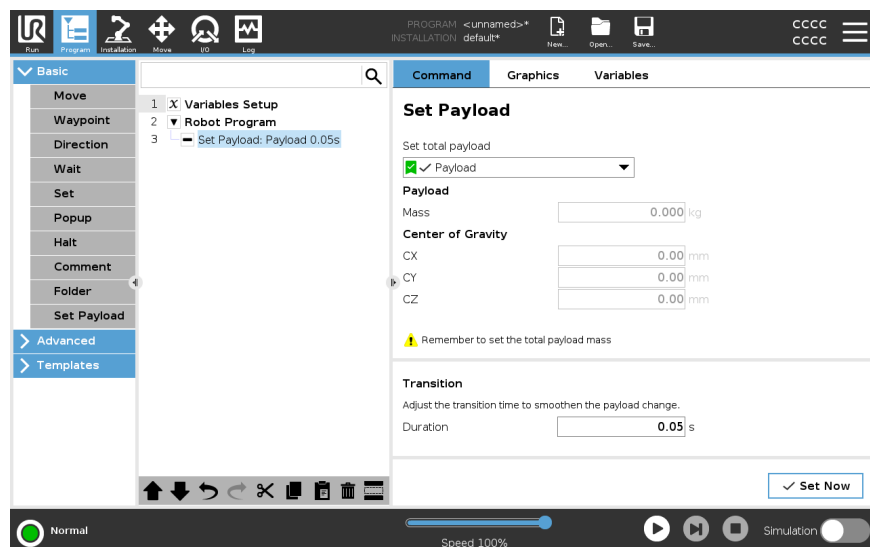 PROGRAM <unnamed>*
INSTALLATION default*
CCCC
CCCC
Run
Program
Installation
Move
I/O
Log
New...
Open...
Save...
Basic
Move
Waypoint
Direction
Wait
Set
Popup
Halt
Comment
Folder
Set Payload
Advanced
Templates
1 X Variables Setup
2 Robot Program
3 Set Payload: Payload 0.05s
Command Graphics Variables
Set Payload
Set total payload
Payload
Payload
Mass 0.000 kg
Center of Gravity
CX 0.00 mm
CY 0.00 mm
CZ 0.00 mm
Remember to set the total payload mass
Transition
Adjust the transition time to smoothen the payload change.
Duration 0.05 s
Set Now
Normal
Speed 100%
Simulation